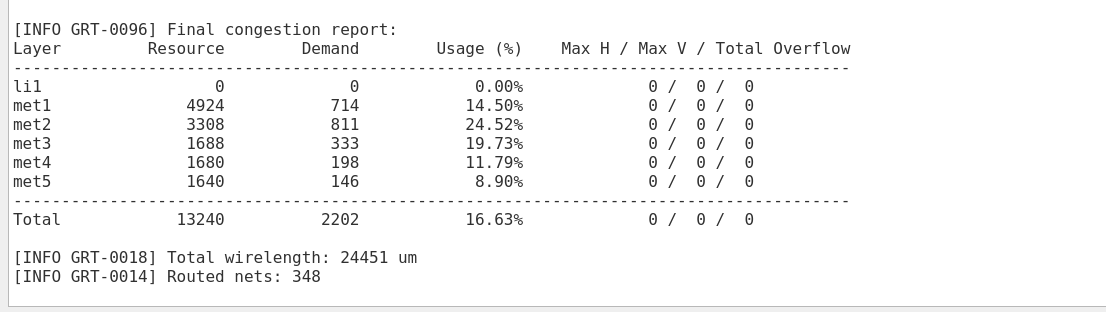 [INFO GRT-0096] Final congestion report:
Layer         Resource        Demand        Usage (%)    Max H / Max V / Total Overflow
---------------------------------------------------------------------------------------
li1                  0             0            0.00%             0 /  0 /  0
met1              4924           714           14.50%             0 /  0 /  0
met2              3308           811           24.52%             0 /  0 /  0
met3              1688           333           19.73%             0 /  0 /  0
met4              1680           198           11.79%             0 /  0 /  0
met5              1640           146            8.90%             0 /  0 /  0
---------------------------------------------------------------------------------------
Total            13240          2202           16.63%             0 /  0 /  0
[INFO GRT-0018] Total wirelength: 24451 um
[INFO GRT-0014] Routed nets: 348